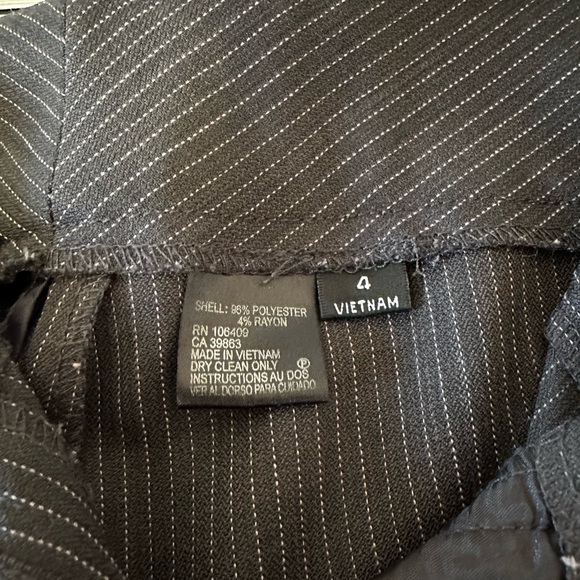 SHELL: 96% POLYESTER
4% RAYON
RN 106409
CA 39863
MADE IN VIETNAM
DRY CLEAN ONLY
P
INSTRUCTIONS AU DOS
VER AL DORSO PARA CUIDADO
4
VIETNAM